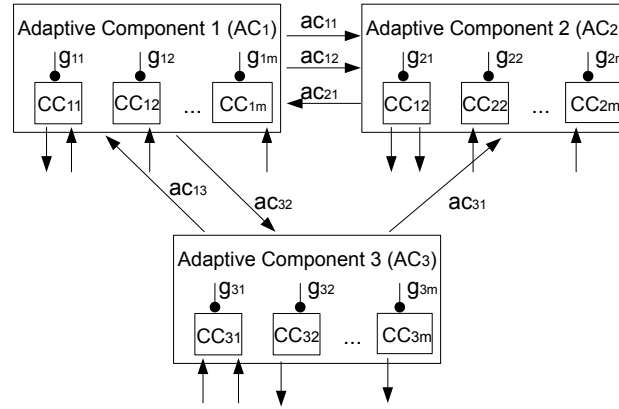 Adaptive Component 1 (AC1)
g11
g12
g1m
CC11
CC12
...
CC1m
ac11
ac12
ac21
Adaptive Component 2 (AC2
g21
g22
g2m
CC12
CC22
...
CC2m
ac13
ac32
ac31
Adaptive Component 3 (AC3)
g31
g32
g3m
CC31
CC32
...
CC3m